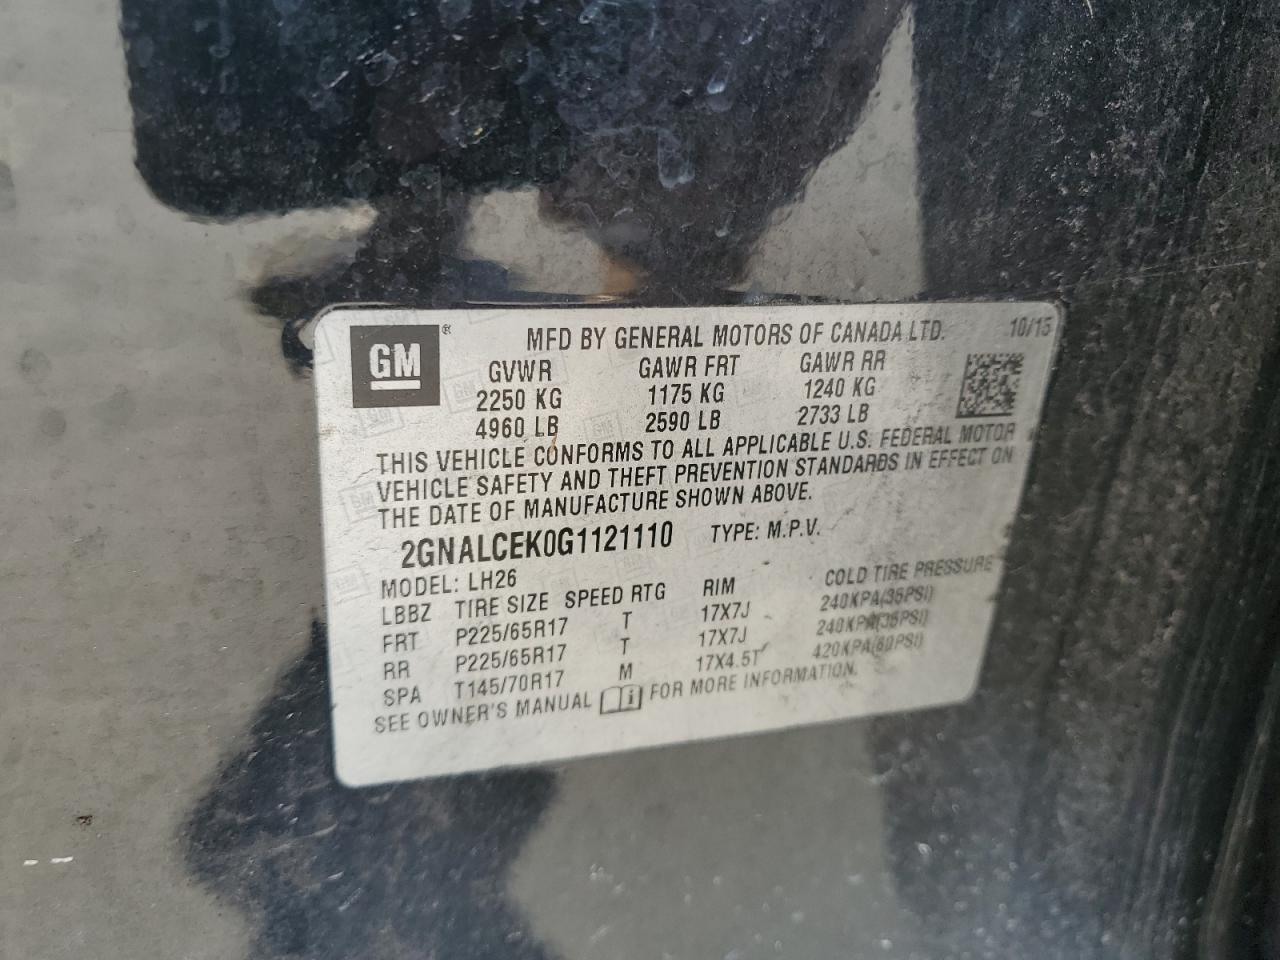 GM ® MFD BY GENERAL MOTORS OF CANADA LTD. 10/15
GVWR GAWR FRT GAWR RR
2250 KG 1175 KG 1240 KG
4960 LB 2590 LB 2733 LB
THIS VEHICLE CONFORMS TO ALL APPLICABLE U.S. FEDERAL MOTOR
VEHICLE SAFETY AND THEFT PREVENTION STANDARDS IN EFFECT ON
THE DATE OF MANUFACTURE SHOWN ABOVE.
2GNALCEK0G1121110 TYPE: M.P.V.
MODEL: LH26
LBBZ TIRE SIZE SPEED RTG RIM COLD TIRE PRESSURE
FRT P225/65R17 T 17X7J 240KPA(35PSI)
RR P225/65R17 T 17X7J 240KPA(35PSI)
SPA T145/70R17 M 17X4.5T 420KPA(60PSI)
SEE OWNER'S MANUAL FOR MORE INFORMATION.